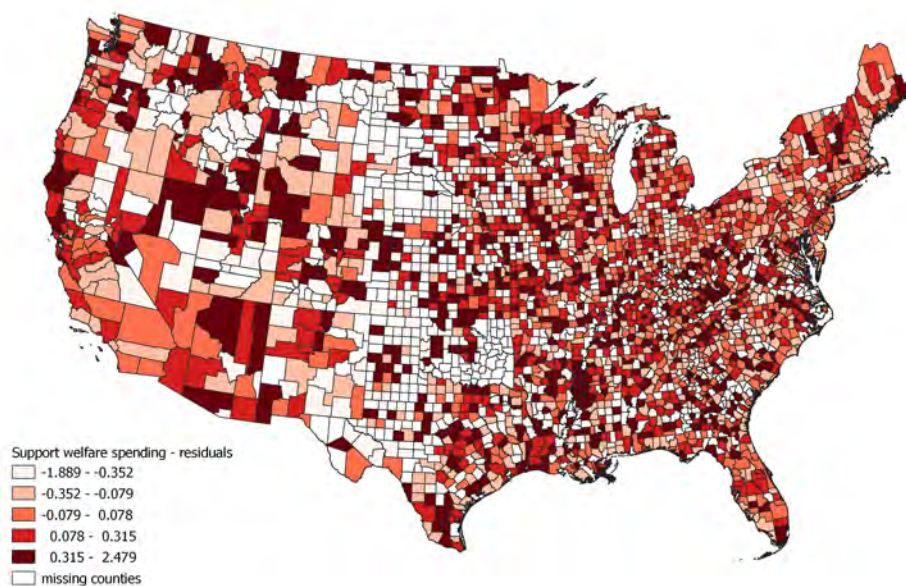 Support welfare spending - residuals
-1.889 - -0.352
-0.352 - -0.079
-0.079 - 0.078
0.078 - 0.315
0.315 - 2.479
missing counties